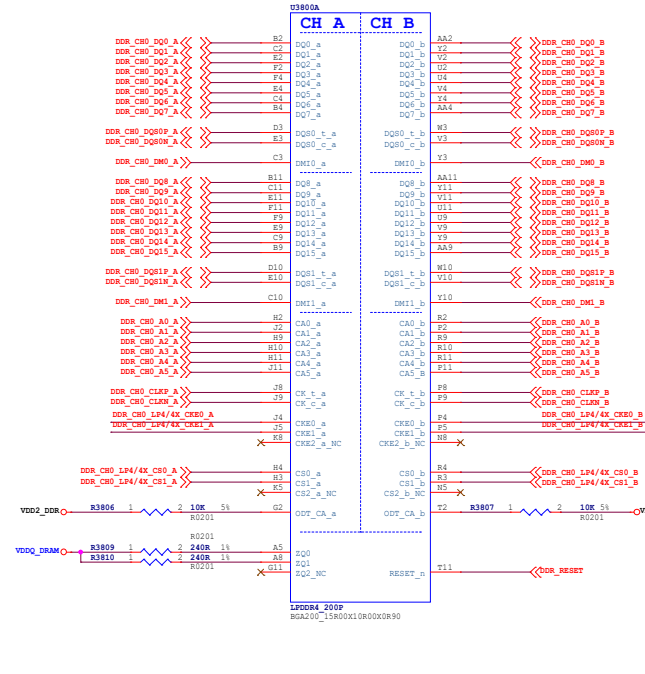 U3800A
CH A CH B
DDR_CH0_DQ0_A B2 DQ0_a DQ0_b AA2 DDR_CH0_DQ0_B
DDR_CH0_DQ1_A C2 DQ1_a DQ1_b Y2 DDR_CH0_DQ1_B
DDR_CH0_DQ2_A E2 DQ2_a DQ2_b V2 DDR_CH0_DQ2_B
DDR_CH0_DQ3_A F2 DQ3_a DQ3_b U2 DDR_CH0_DQ3_B
DDR_CH0_DQ4_A F4 DQ4_a DQ4_b U4 DDR_CH0_DQ4_B
DDR_CH0_DQ5_A E4 DQ5_a DQ5_b V4 DDR_CH0_DQ5_B
DDR_CH0_DQ6_A C4 DQ6_a DQ6_b Y4 DDR_CH0_DQ6_B
DDR_CH0_DQ7_A B4 DQ7_a DQ7_b AA4 DDR_CH0_DQ7_B
DDR_CH0_DQS0P_A D3 DQS0_t_a DQS0_t_b W3 DDR_CH0_DQS0P_B
DDR_CH0_DQS0N_A E3 DQS0_c_a DQS0_c_b V3 DDR_CH0_DQS0N_B
DDR_CH0_DM0_A C3 DMI0_a DMI0_b Y3 DDR_CH0_DM0_B
DDR_CH0_DQ8_A B11 DQ8_a DQ8_b AA11 DDR_CH0_DQ8_B
DDR_CH0_DQ9_A C11 DQ9_a DQ9_b Y11 DDR_CH0_DQ9_B
DDR_CH0_DQ10_A E11 DQ10_a DQ10_b V11 DDR_CH0_DQ10_B
DDR_CH0_DQ11_A F11 DQ11_a DQ11_b U11 DDR_CH0_DQ11_B
DDR_CH0_DQ12_A F9 DQ12_a DQ12_b U9 DDR_CH0_DQ12_B
DDR_CH0_DQ13_A E9 DQ13_a DQ13_b V9 DDR_CH0_DQ13_B
DDR_CH0_DQ14_A C9 DQ14_a DQ14_b Y9 DDR_CH0_DQ14_B
DDR_CH0_DQ15_A B9 DQ15_a DQ15_b AA9 DDR_CH0_DQ15_B
DDR_CH0_DQS1P_A D10 DQS1_t_a DQS1_t_b W10 DDR_CH0_DQS1P_B
DDR_CH0_DQS1N_A E10 DQS1_c_a DQS1_c_b V10 DDR_CH0_DQS1N_B
DDR_CH0_DM1_A C10 DMI1_a DMI1_b Y10 DDR_CH0_DM1_B
DDR_CH0_A0_A H2 CA0_a CA0_b R2 DDR_CH0_A0_B
DDR_CH0_A1_A J2 CA1_a CA1_b P2 DDR_CH0_A1_B
DDR_CH0_A2_A H9 CA2_a CA2_b R9 DDR_CH0_A2_B
DDR_CH0_A3_A H10 CA3_a CA3_b R10 DDR_CH0_A3_B
DDR_CH0_A4_A H11 CA4_a CA4_b R11 DDR_CH0_A4_B
DDR_CH0_A5_A J11 CA5_a CA5_B P11 DDR_CH0_A5_B
DDR_CH0_CLKP_A J8 CK_t_a CK_t_b P8 DDR_CH0_CLKP_B
DDR_CH0_CLKN_A J9 CK_c_a CK_c_b P9 DDR_CH0_CLKN_B
DDR_CH0_LP4/4X_CKE0_A J4 CKE0_a CKE0_b P4 DDR_CH0_LP4/4X_CKE0_B
DDR_CH0_LP4/4X_CKE1_A J5 CKE1_a CKE1_b P5 DDR_CH0_LP4/4X_CKE1_B
K8 CKE2_a_NC CKE2_b_NC N8
DDR_CH0_LP4/4X_CS0_A H4 CS0_a CS0_b R4 DDR_CH0_LP4/4X_CS0_B
DDR_CH0_LP4/4X_CS1_A H3 CS1_a CS1_b R3 DDR_CH0_LP4/4X_CS1_B
K5 CS2_a_NC CS2_b_NC N5
VDD2_DDR R3806 1 2 10K 5% G2 ODT_CA_a ODT_CA_b T2 R3807 1 2 10K 5% V
R0201 R0201
R0201
VDDQ_DRAM R3809 1 2 240R 1% A5 ZQ0
R3810 1 2 240R 1% A8 ZQ1
R0201 G11 ZQ2_NC RESET_n T11 DDR_RESET
LPDDR4_200P
BGA200_15R00X10R00X0R90